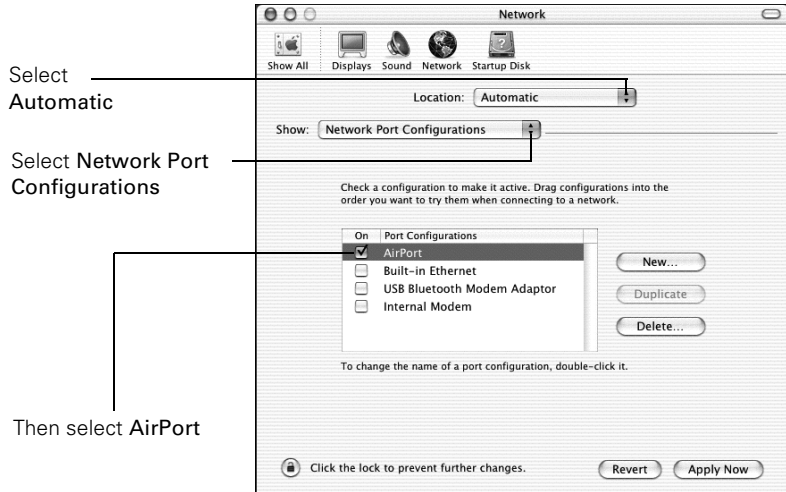 Network
Show All Displays Sound Network Startup Disk
Select
Automatic
Location: Automatic
Show: Network Port Configurations
Select Network Port
Configurations
Check a configuration to make it active. Drag configurations into the
order you want to try them when connecting to a network.
On Port Configurations
AirPort
Built-in Ethernet
USB Bluetooth Modem Adaptor
Internal Modem
New...
Duplicate
Delete...
To change the name of a port configuration, double-click it.
Then select AirPort
Click the lock to prevent further changes.
Revert Apply Now